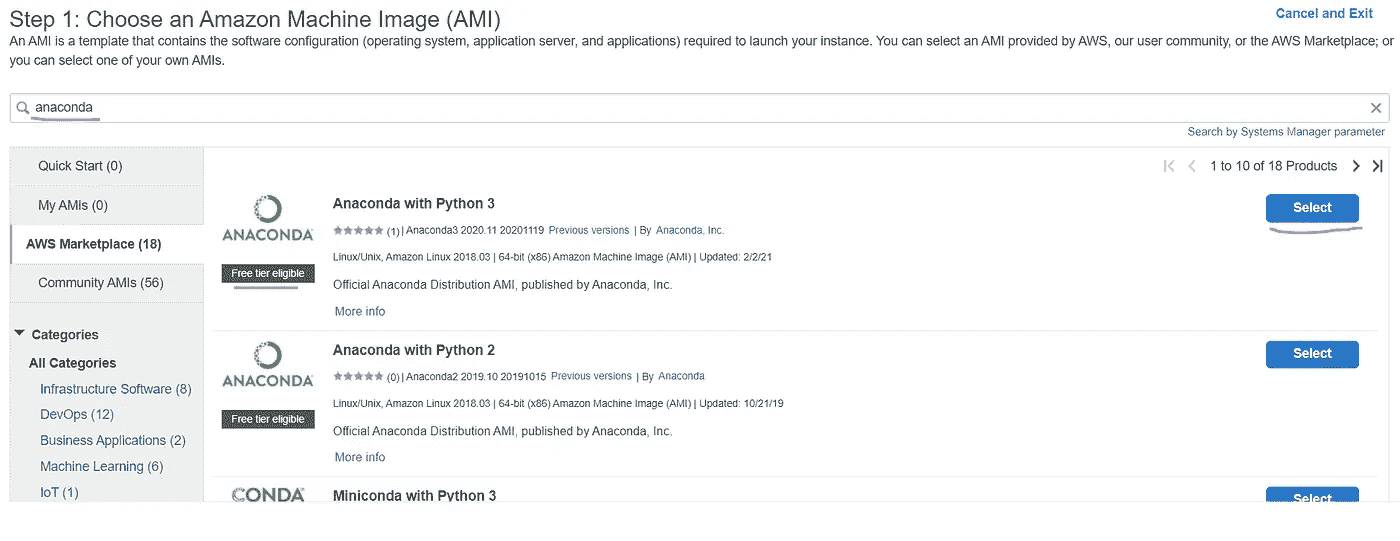 Step 1: Choose an Amazon Machine Image (AMI)
Cancel and Exit
An AMI is a template that contains the software configuration (operating system, application server, and applications) required to launch your instance. You can select an AMI provided by AWS, our user community, or the AWS Marketplace; or
you can select one of your own AMIs.
anaconda
Search by Systems Manager parameter
Quick Start (0)
My AMIs (0)
AWS Marketplace (18)
Community AMIs (56)
Categories
All Categories
Infrastructure Software (8)
DevOps (12)
Business Applications (2)
Machine Learning (6)
IoT (1)
1 to 10 of 18 Products
ANACONDA
Free tier eligible
Anaconda with Python 3
(1) | Anaconda3 2020.11 20201119 Previous versions | By Anaconda, Inc.
Linux/Unix, Amazon Linux 2018.03 | 64-bit (x86) Amazon Machine Image (AMI) | Updated: 2/2/21
Official Anaconda Distribution AMI, published by Anaconda, Inc.
More info
Select
ANACONDA
Free tier eligible
Anaconda with Python 2
(0) | Anaconda2 2019.10 20191015 Previous versions | By Anaconda
Linux/Unix, Amazon Linux 2018.03 | 64-bit (x86) Amazon Machine Image (AMI) | Updated: 10/21/19
Official Anaconda Distribution AMI, published by Anaconda, Inc.
More info
Select
CONDA
Miniconda with Python 3
Select